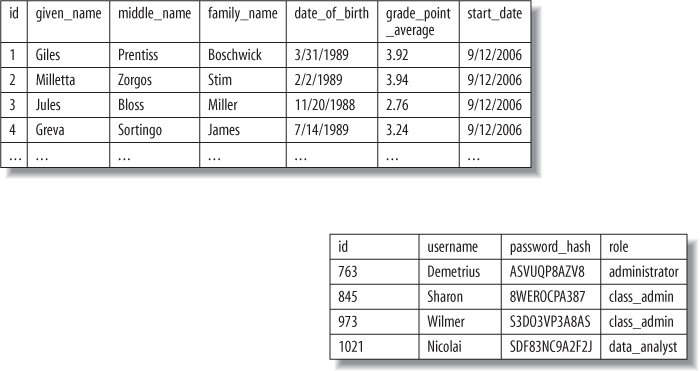 id given_name middle_name family_name date_of_birth grade_point_average start_date
1 Giles Prentiss Boschwick 3/31/1989 3.92 9/12/2006
2 Milletta Zorgos Stim 2/2/1989 3.94 9/12/2006
3 Jules Bloss Miller 11/20/1988 2.76 9/12/2006
4 Greva Sortingo James 7/14/1989 3.24 9/12/2006
... ... ... ... ... ... ...
id username password_hash role
763 Demetrius ASVUQP8AZV8 administrator
845 Sharon 8WEROCPA387 class_admin
973 Wilmer S3DO3VP3A8AS class_admin
1021 Nicolai SDF83NC9A2F2J data_analyst